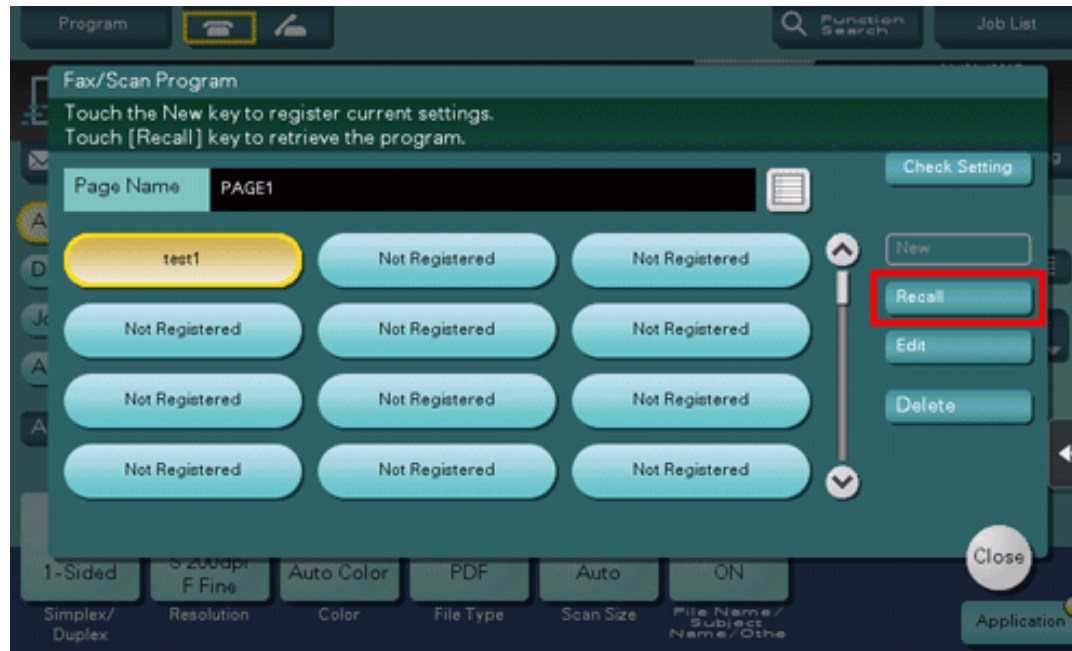 Program
Function
Search
Job List
Fax/Scan Program
Touch the New key to register current settings.
Touch [Recall] key to retrieve the program.
Check Setting
Page Name
PAGE1
test1
Not Registered
Not Registered
New
Recall
Not Registered
Not Registered
Not Registered
Edit
Not Registered
Not Registered
Not Registered
Delete
Not Registered
Not Registered
Not Registered
Close
1-Sided
S 200dpi
F Fine
Auto Color
PDF
Auto
ON
Simplex/
Duplex
Resolution
Color
File Type
Scan Size
File Name/
Subject
Name/Othe
Application